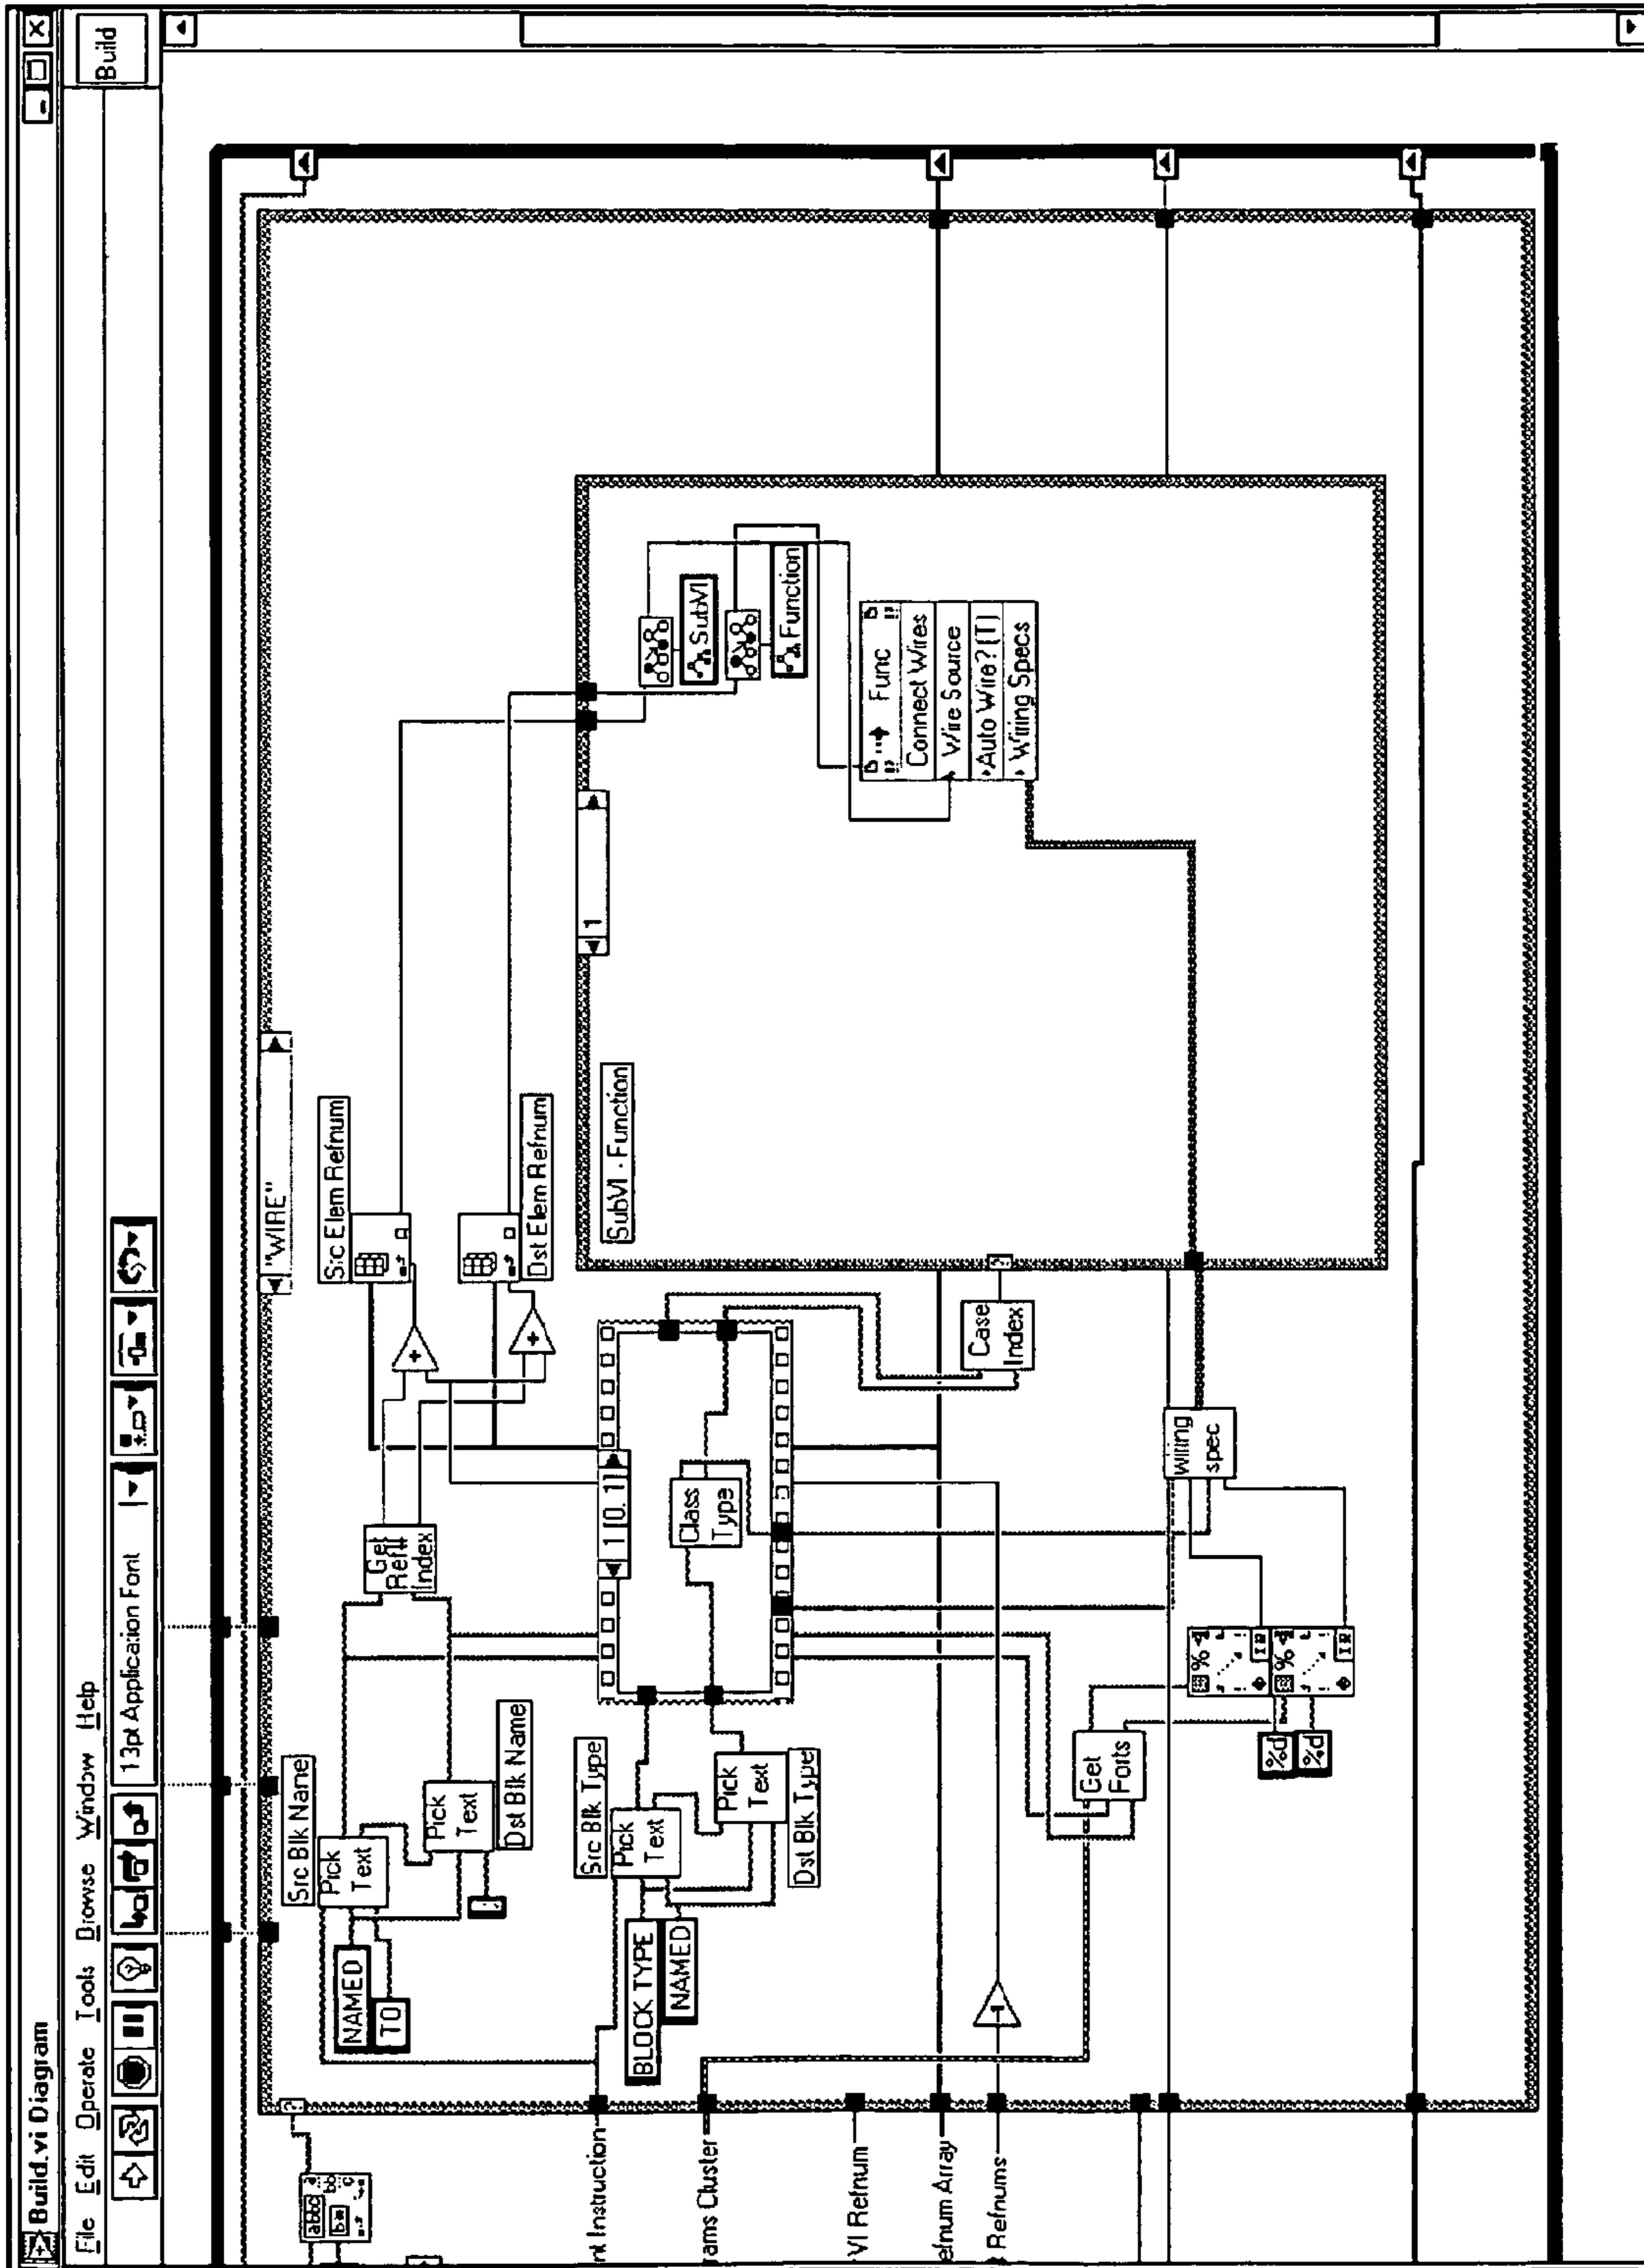 Build.vi Diagram
File Edit Operate Tools Browse Window Help
13pt Application Font
Build
"WIRE"
Src Blk Name
Pick
Text
NAMED
TO
Pick
Text
Dst Blk Name
Get
Ref#
Index
Src Elem Refnum
Dst Elem Refnum
Src Blk Type
Pick
Text
BLOCK TYPE
NAMED
Pick
Text
Dst Blk Type
1 [0..1]
Class
Type
Case
Index
SubVI - Function
1
SubVI
Function
Func
Connect Wires
Wire Source
Auto Wire? (T)
Wiring Specs
nt Instruction
rams Cluster
VI Refnum
efnum Array
Refnums
Get
Ports
%d
%d
wiring
spec